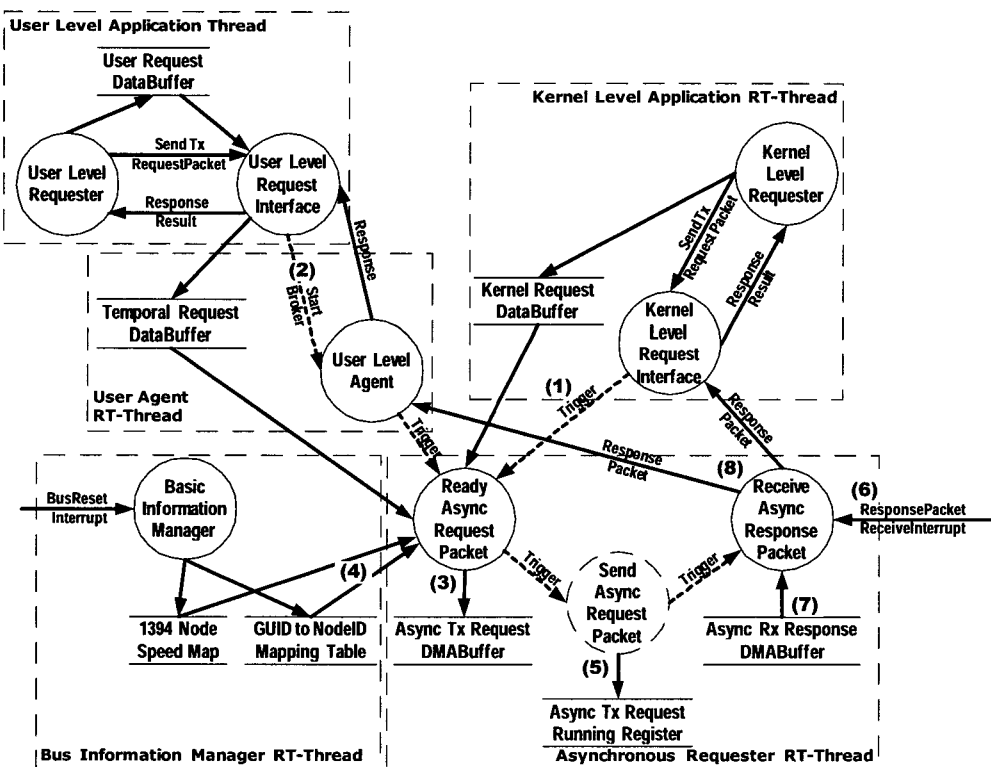 User Level Application Thread
User Request
DataBuffer
User Level
Requester
Send Tx
RequestPacket
Response
Result
User Level
Request
Interface
Kernel Level Application RT-Thread
Kernel
Level
Requester
Send Tx
Request Packet
Response
Result
Kernel Request
DataBuffer
Kernel
Level
Request
Interface
(2)
Start
Broker
Response
Temporal Request
DataBuffer
User Level
Agent
User Agent
RT-Thread
Trigger
(1)
Trigger
Response
Packet
Response
Packet
(8)
BusReset
Interrupt
Basic
Information
Manager
Ready
Async
Request
Packet
Receive
Async
Response
Packet
(6)
ResponsePacket
ReceiveInterrupt
(4)
(3)
Trigger
Send
Async
Request
Packet
Trigger
(7)
1394 Node
Speed Map
GUID to NodeID
Mapping Table
Async Tx Request
DMABuffer
(5)
Async Rx Response
DMABuffer
Async Tx Request
Running Register
Bus Information Manager RT-Thread
Asynchronous Requester RT-Thread